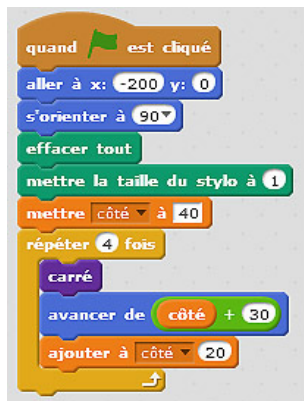 quand est cliqué
aller à x: -200 y: 0
s'orienter à 90
effacer tout
mettre la taille du stylo à 1
mettre côté à 40
répéter 4 fois
carré
avancer de côté + 30
ajouter à côté 20